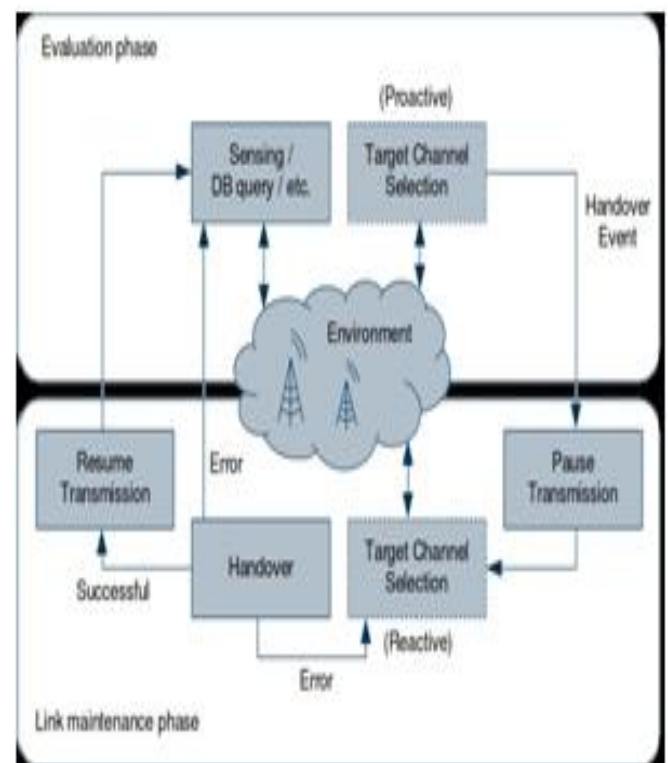 Evaluation phase
(Proactive)
Sensing /
DB query / etc.
Target Channel
Selection
Handover
Event
Environment
Resume
Transmission
Error
Pause
Transmission
Handover
Target Channel
Selection
Successful
(Reactive)
Error
Link maintenance phase